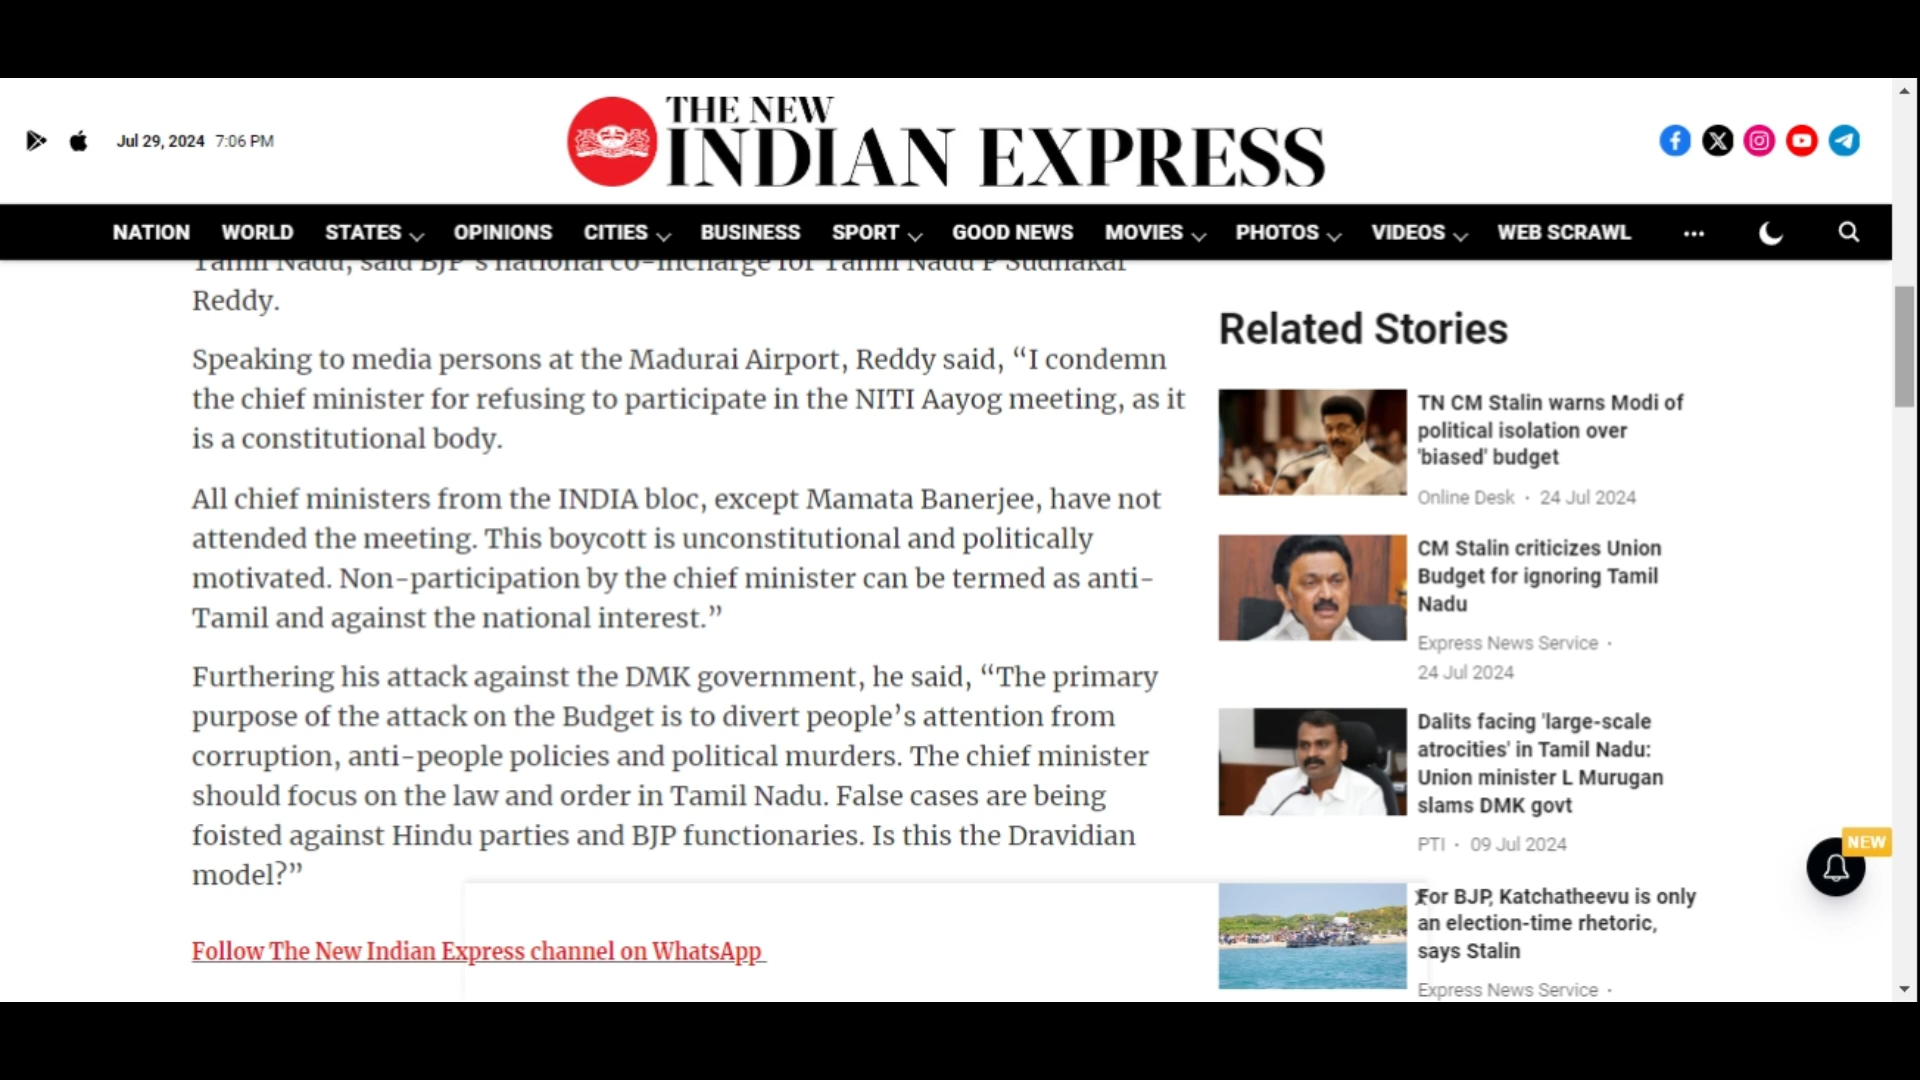 Jul 29, 2024 7:06 PM
THE NEW
INDIAN EXPRESS
NATION WORLD STATES OPINIONS CITIES BUSINESS SPORT GOOD NEWS MOVIES PHOTOS VIDEOS WEB SCRAWL
Tamil Nadu, said BJP's national co-incharge for Tamil Nadu P Sudhakar
Reddy.
Speaking to media persons at the Madurai Airport, Reddy said, “I condemn
the chief minister for refusing to participate in the NITI Aayog meeting, as it
is a constitutional body.
All chief ministers from the INDIA bloc, except Mamata Banerjee, have not
attended the meeting. This boycott is unconstitutional and politically
motivated. Non-participation by the chief minister can be termed as anti-
Tamil and against the national interest.”
Furthering his attack against the DMK government, he said, “The primary
purpose of the attack on the Budget is to divert people’s attention from
corruption, anti-people policies and political murders. The chief minister
should focus on the law and order in Tamil Nadu. False cases are being
foisted against Hindu parties and BJP functionaries. Is this the Dravidian
model?”
Follow The New Indian Express channel on WhatsApp
Related Stories
TN CM Stalin warns Modi of
political isolation over
'biased' budget
Online Desk · 24 Jul 2024
CM Stalin criticizes Union
Budget for ignoring Tamil
Nadu
Express News Service ·
24 Jul 2024
Dalits facing 'large-scale
atrocities' in Tamil Nadu:
Union minister L Murugan
slams DMK govt
PTI · 09 Jul 2024
NEW
For BJP, Katchatheevu is only
an election-time rhetoric,
says Stalin
Express News Service ·